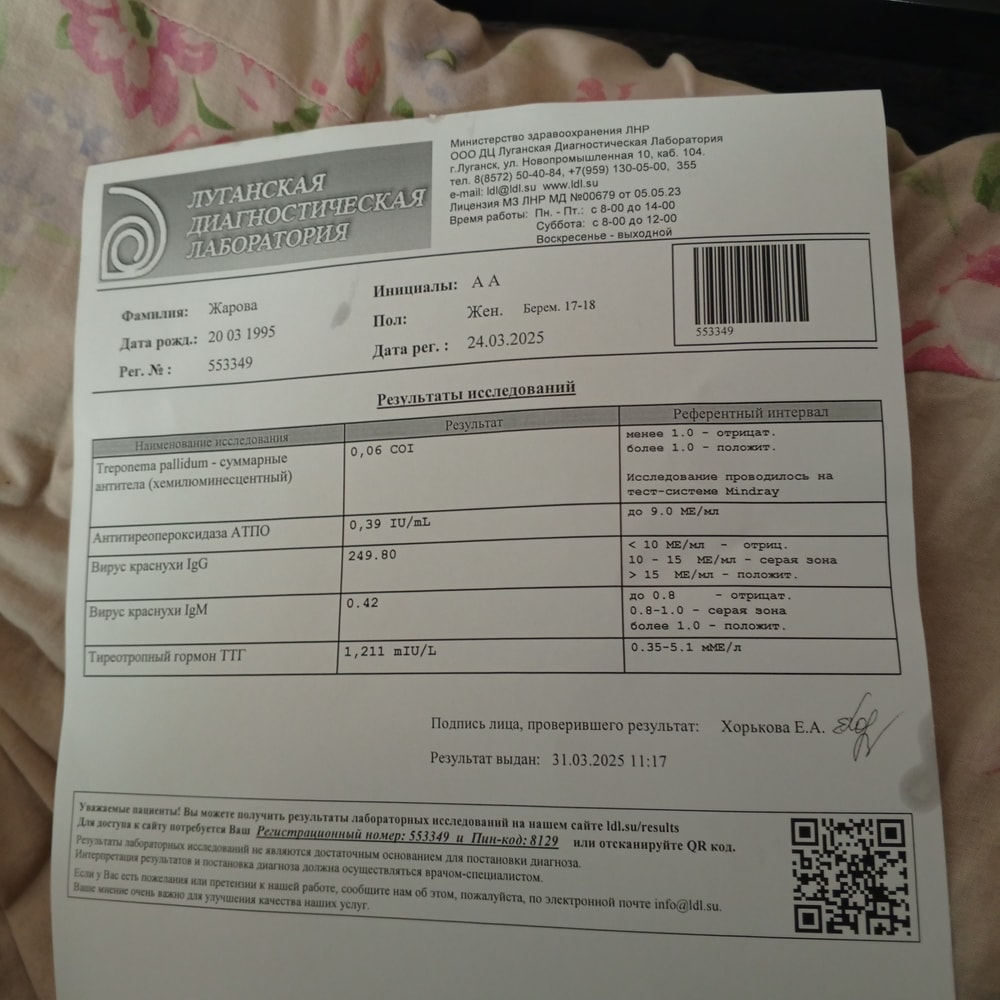 ЛУГАНСКАЯ
ДИАГНОСТИЧЕСКАЯ
ЛАБОРАТОРИЯ
Министерство здравоохранения ЛНР
ООО ДЦ Луганская Диагностическая Лаборатория
г.Луганск, ул. Новопромышленная 10, каб. 104.
тел. 8(8572) 50-40-84, +7(959) 130-05-00, 355
e-mail: ldl@ldl.su www.ldl.su
Лицензия МЗ ЛНР МД №00679 от 05.05.23
Время работы: Пн. - Пт.: с 8-00 до 14-00
Суббота: с 8-00 до 12-00
Воскресенье - выходной
Фамилия: Жарова
Инициалы: А А
Дата рожд.: 20 03 1995
Пол: Жен. Берем. 17-18
Рег. № : 553349
Дата рег. : 24.03.2025
553349
Результаты исследований
Наименование исследования Результат Референтный интервал
Treponema pallidum - суммарные
антитела (хемилюминесцентный)
0,06 COI
менее 1.0 - отрицат.
более 1.0 - положит.
Исследование проводилось на
тест-системе Mindray
Антитиреопероксидаза АТПО 0,39 IU/mL до 9.0 МЕ/мл
Вирус краснухи IgG 249.80
< 10 МЕ/мл - отриц.
10 - 15 МЕ/мл - серая зона
> 15 МЕ/мл - положит.
Вирус краснухи IgM 0.42
до 0.8 - отрицат.
0.8-1.0 - серая зона
более 1.0 - положит.
Тиреотропный гормон ТТГ 1,211 mIU/L 0.35-5.1 мМЕ/л
Подпись лица, проверившего результат: Хорькова Е.А.
Результат выдан: 31.03.2025 11:17
Уважаемые пациенты! Вы можете получить результаты лабораторных исследований на нашем сайте ldl.su/results
Для доступа к сайту потребуется Ваш Регистрационный номер: 553349 и Пин-код: 8129 или отсканируйте QR код.
Результаты лабораторных исследований не являются достаточным основанием для постановки диагноза.
Интерпретация результатов и постановка диагноза должна осуществляться врачом-специалистом.
Если у Вас есть пожелания или претензии к нашей работе, сообщите нам об этом, пожалуйста, по электронной почте info@ldl.su.
Ваше мнение очень важно для улучшения качества наших услуг.